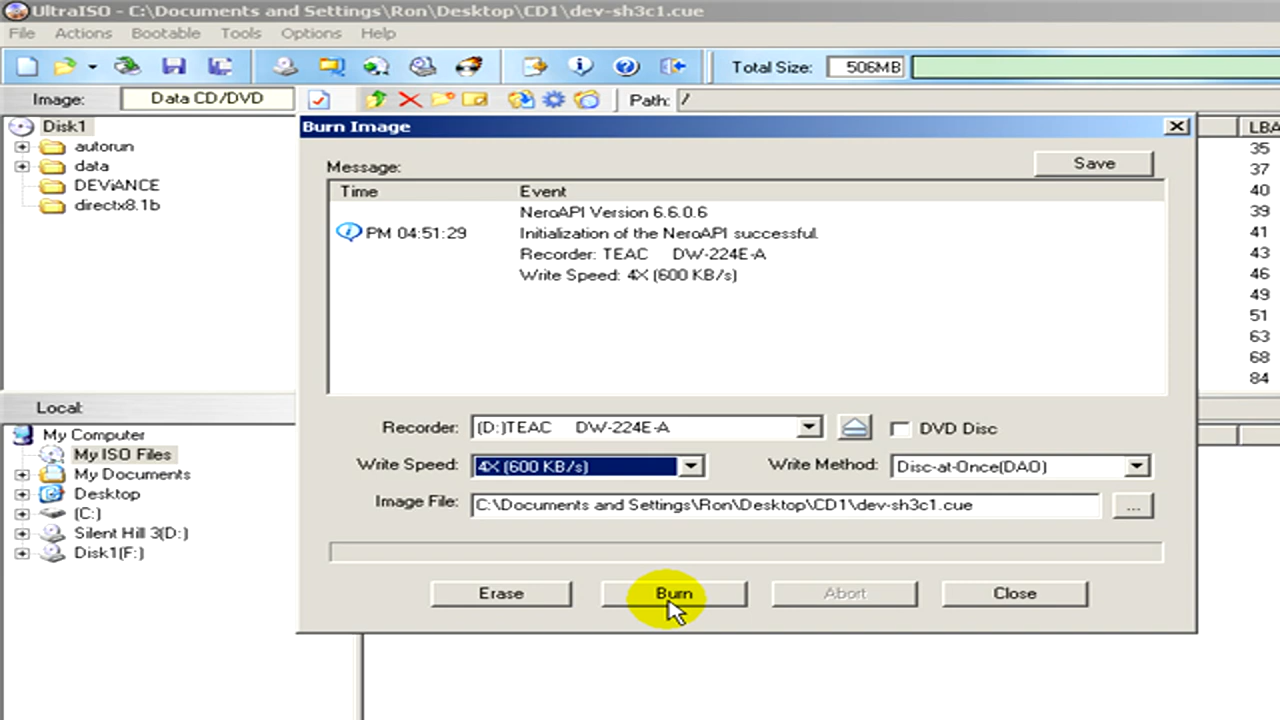 UltraISO - C:\Documents and Settings\Ron\Desktop\CD1\dev-sh3c1.cue
File Actions Bootable Tools Options Help
Total Size: 506MB
Image: Data CD/DVD Path: /
Disk1
autorun
data
DEViANCE
directx8.1b
Burn Image
Message: Save
Time Event
NeroAPI Version 6.6.0.6
PM 04:51:29 Initialization of the NeroAPI successful.
Recorder: TEAC DW-224E-A
Write Speed: 4X (600 KB/s)
Recorder: (D:)TEAC DW-224E-A DVD Disc
Write Speed: 4X (600 KB/s) Write Method: Disc-at-Once(DAO)
Image File: C:\Documents and Settings\Ron\Desktop\CD1\dev-sh3c1.cue ...
Erase Burn Abort Close
LBA
35
37
40
39
41
43
46
49
51
63
68
84
Local:
My Computer
My ISO Files
My Documents
Desktop
(C:)
Silent Hill 3(D:)
Disk1(F:)